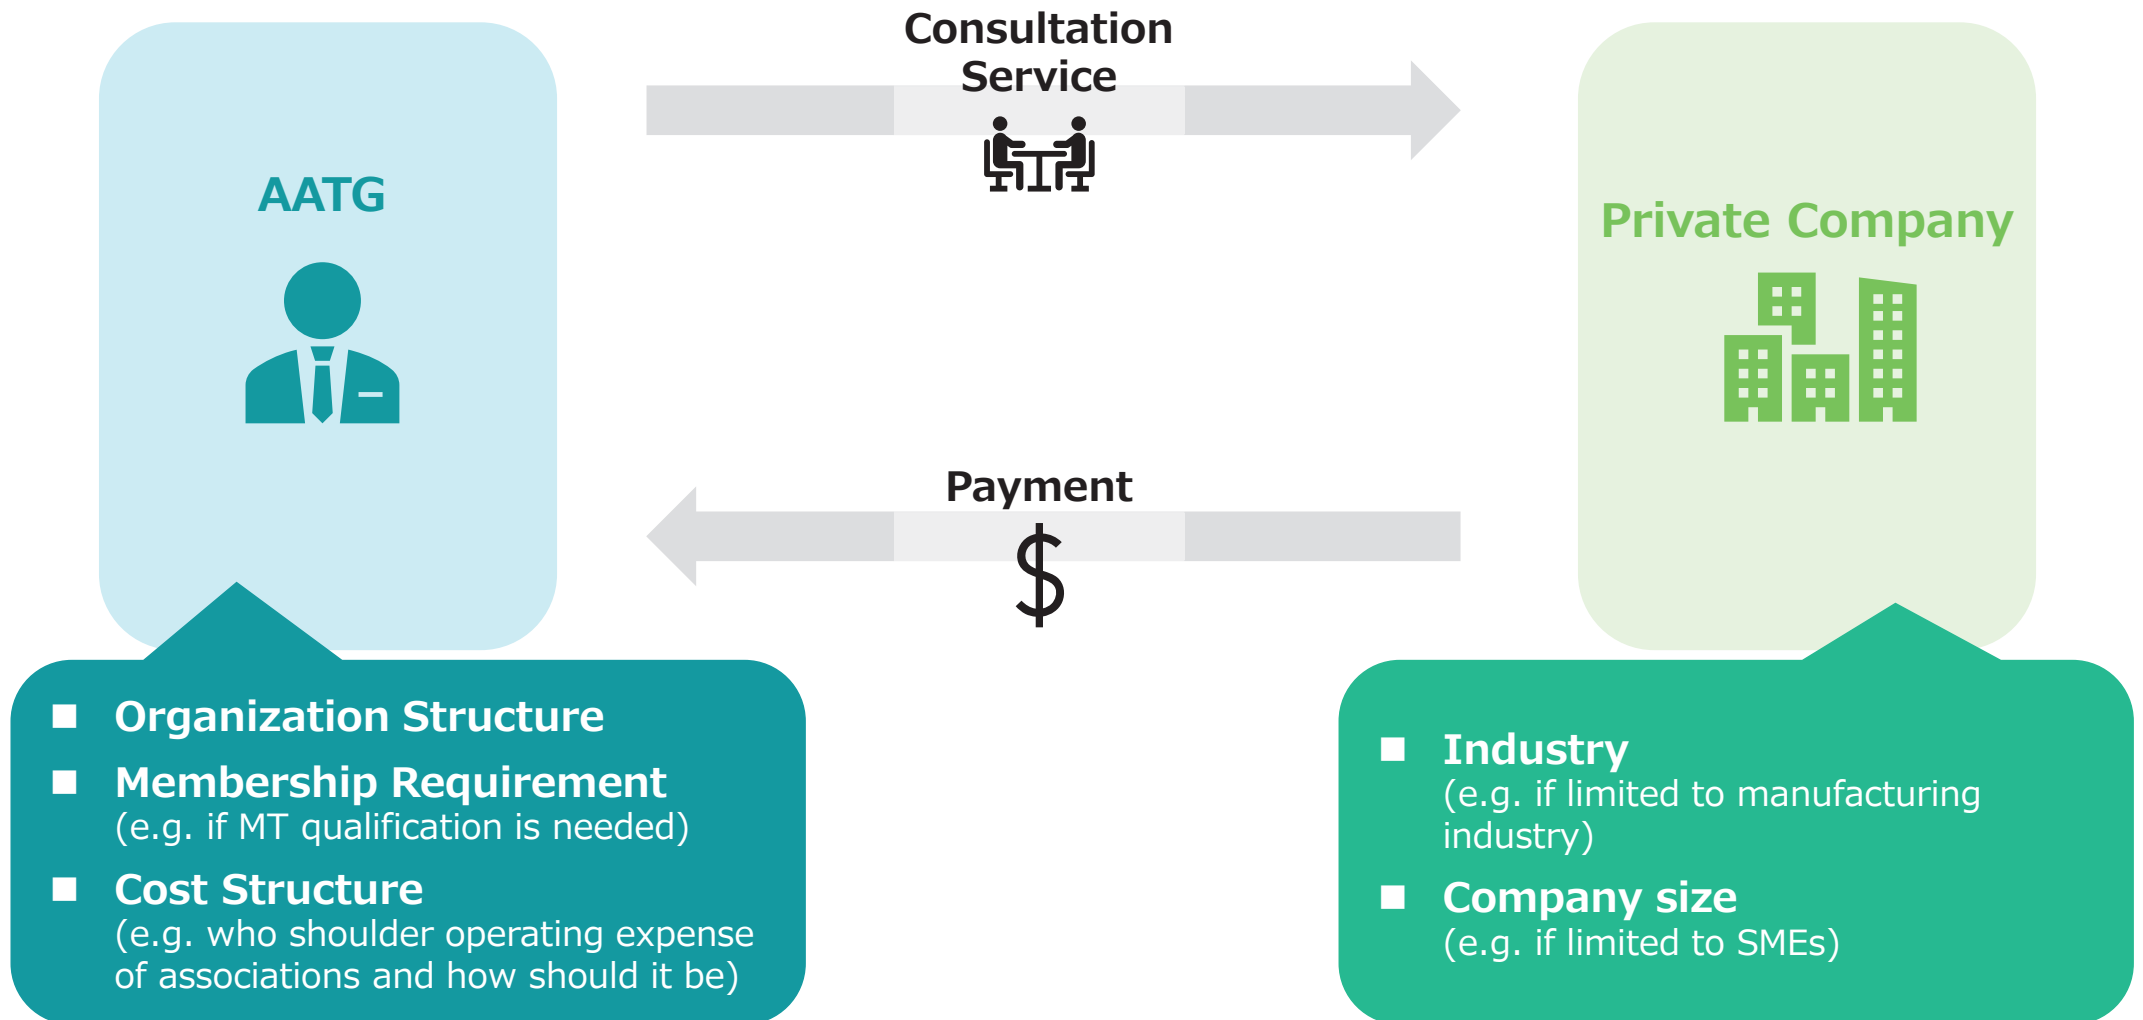 Consultation
Service
AATG
Private Company
Payment
$
■ Organization Structure
■ Membership Requirement
(e.g. if MT qualification is needed)
■ Cost Structure
(e.g. who shoulder operating expense
of associations and how should it be)
■ Industry
(e.g. if limited to manufacturing
industry)
■ Company size
(e.g. if limited to SMEs)